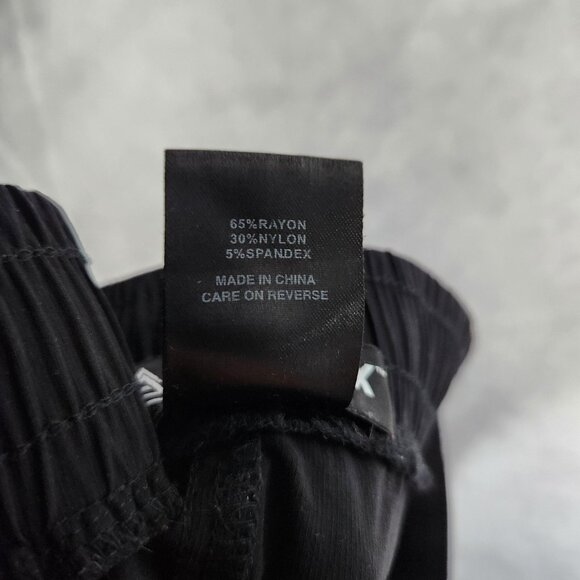 65%RAYON
30%NYLON
5%SPANDEX
MADE IN CHINA
CARE ON REVERSE